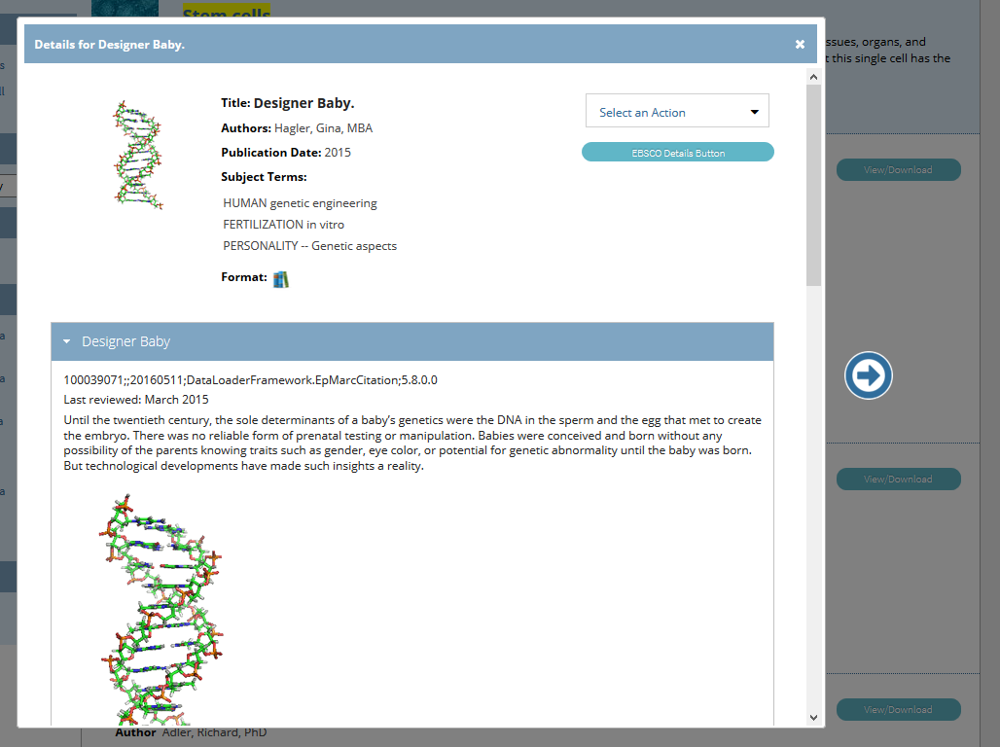 Stem cells
Details for Designer Baby.
ssues, organs, and
t this single cell has the
Title: Designer Baby.
Authors: Hagler, Gina, MBA
Publication Date: 2015
Subject Terms:
HUMAN genetic engineering
FERTILIZATION in vitro
PERSONALITY -- Genetic aspects
Format:
Select an Action
EBSCO Details Button
View/Download
Designer Baby
100039071;;20160511;DataLoaderFramework.EpMarcCitation;5.8.0.0
Last reviewed: March 2015
Until the twentieth century, the sole determinants of a baby’s genetics were the DNA in the sperm and the egg that met to create
the embryo. There was no reliable form of prenatal testing or manipulation. Babies were conceived and born without any
possibility of the parents knowing traits such as gender, eye color, or potential for genetic abnormality until the baby was born.
But technological developments have made such insights a reality.
View/Download
View/Download
Author Adler, Richard, PhD